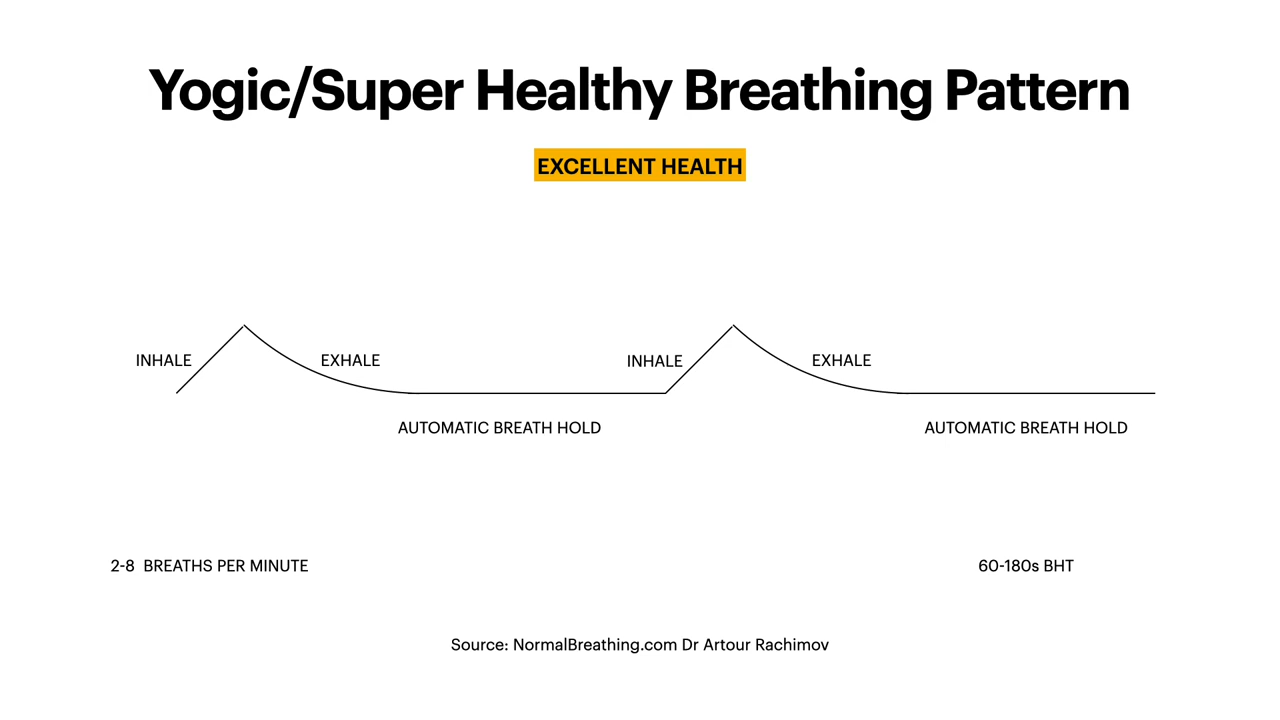 Yogic/Super Healthy Breathing Pattern
EXCELLENT HEALTH
INHALE
EXHALE
INHALE
EXHALE
AUTOMATIC BREATH HOLD
AUTOMATIC BREATH HOLD
2-8 BREATHS PER MINUTE
60-180s BHT
Source: NormalBreathing.com Dr Artour Rachimov